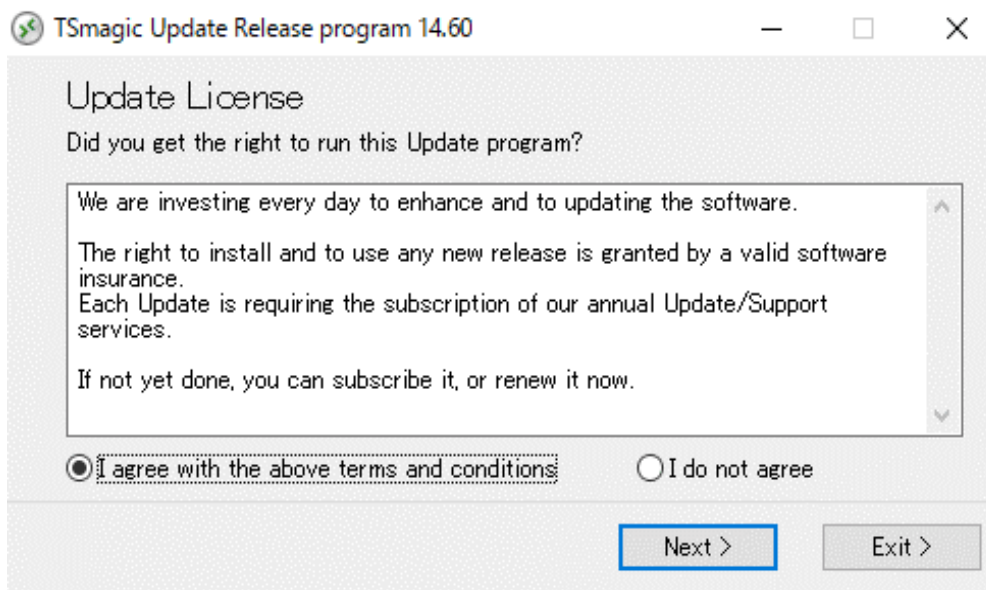 TSmagic Update Release program 14.60
Update License
Did you get the right to run this Update program?
We are investing every day to enhance and to updating the software.
The right to install and to use any new release is granted by a valid software
insurance.
Each Update is requiring the subscription of our annual Update/Support
services.
If not yet done, you can subscribe it, or renew it now.
I agree with the above terms and conditions
I do not agree
Next >
Exit >